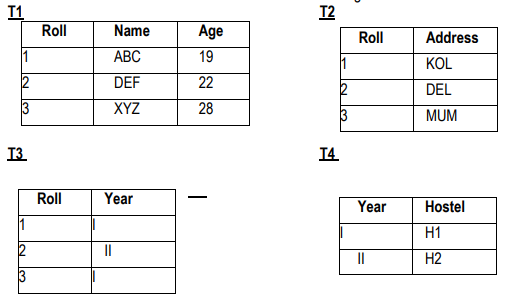 T1
Roll Name Age
1 ABC 19
2 DEF 22
3 XYZ 28
T2
Roll Address
1 KOL
2 DEL
3 MUM
T3
Roll Year
1 I
2 II
3 I
T4
Year Hostel
I H1
II H2